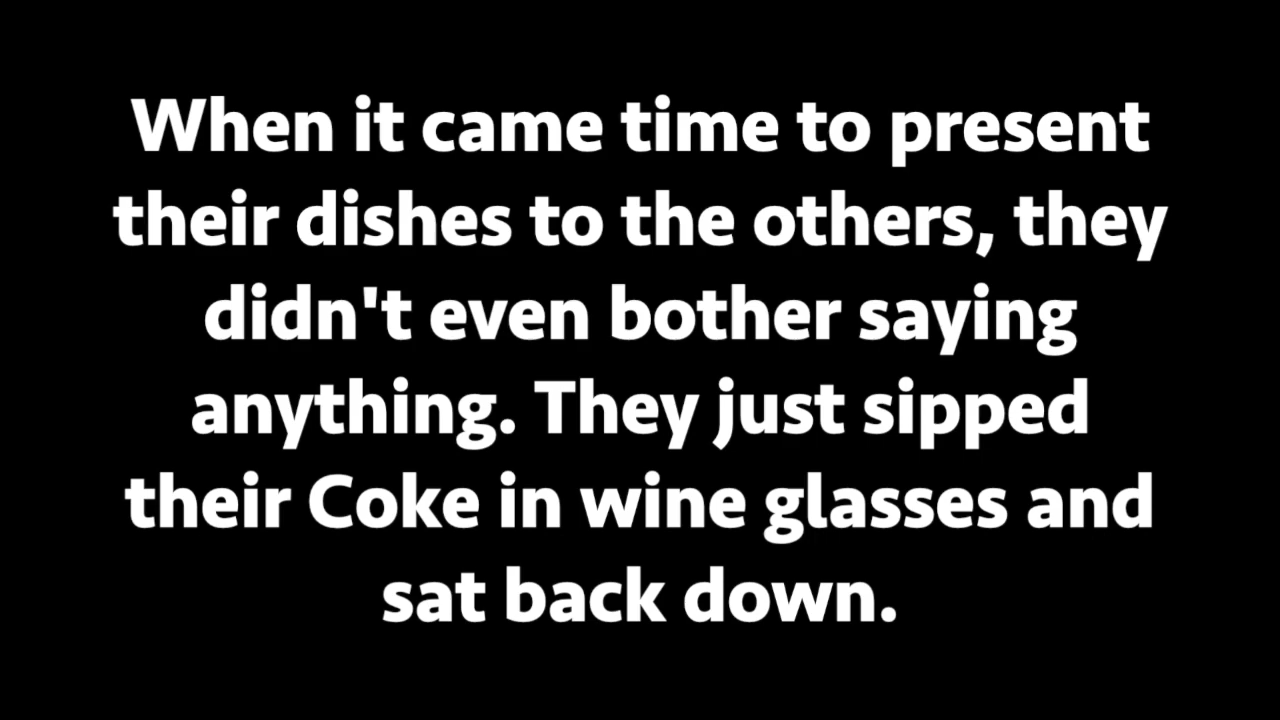 When it came time to present
their dishes to the others, they
didn't even bother saying
anything. They just sipped
their Coke in wine glasses and
sat back down.